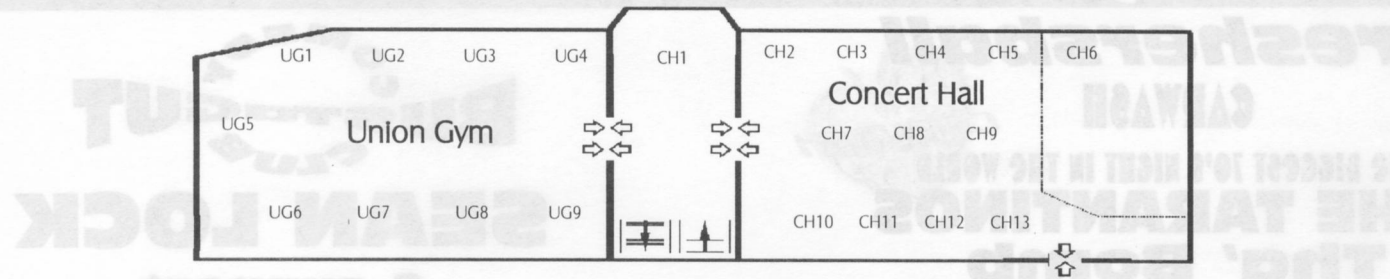 UG1 UG2 UG3 UG4 CH1 CH2 CH3 CH4 CH5 CH6
Concert Hall
UG5 Union Gym CH7 CH8 CH9
UG6 UG7 UG8 UG9 CH10 CH11 CH12 CH13